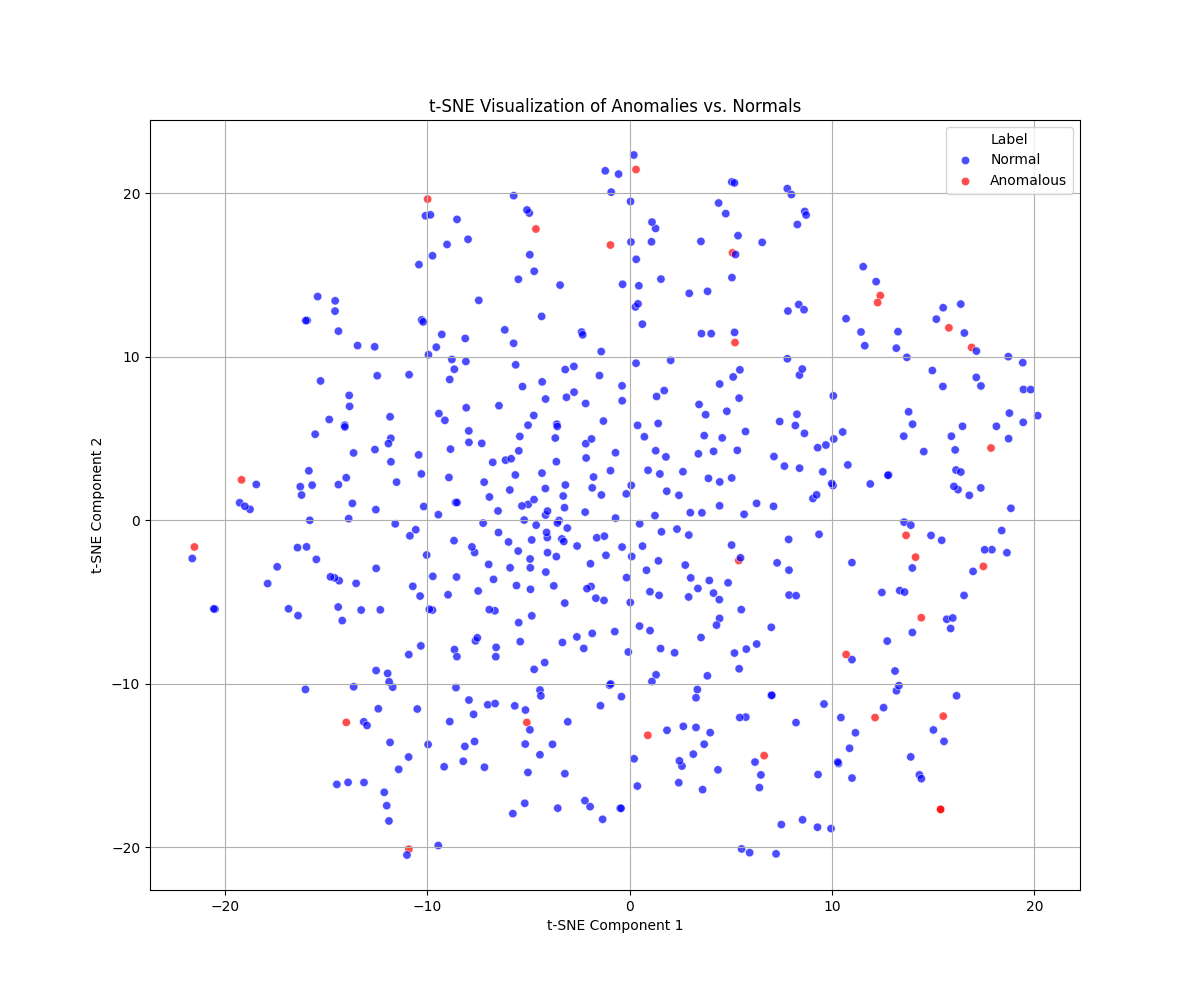 t-SNE Visualization of Anomalies vs. Normals
Label
Normal
Anomalous
20
10
0
−10
−20
t-SNE Component 2
−20
−10
0
10
20
t-SNE Component 1